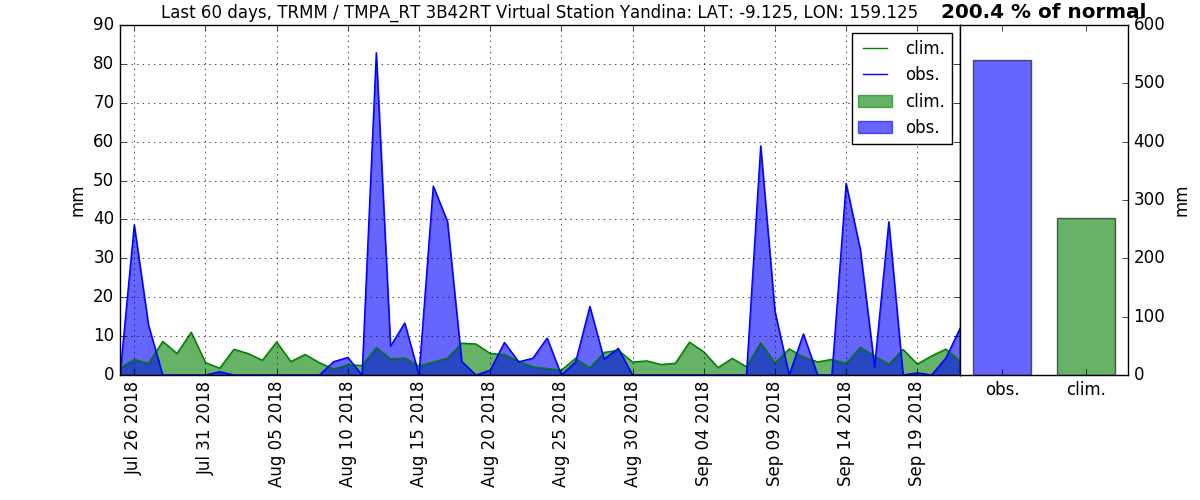 Last 60 days, TRMM / TMPA_RT 3B42RT Virtual Station Yandina: LAT: -9.125, LON: 159.125
200.4 % of normal
90
80
70
60
50
40
30
20
10
0
mm
clim.
obs.
clim.
obs.
600
500
400
300
200
100
0
mm
Jul 26 2018
Jul 31 2018
Aug 05 2018
Aug 10 2018
Aug 15 2018
Aug 20 2018
Aug 25 2018
Aug 30 2018
Sep 04 2018
Sep 09 2018
Sep 14 2018
Sep 19 2018
obs.
clim.